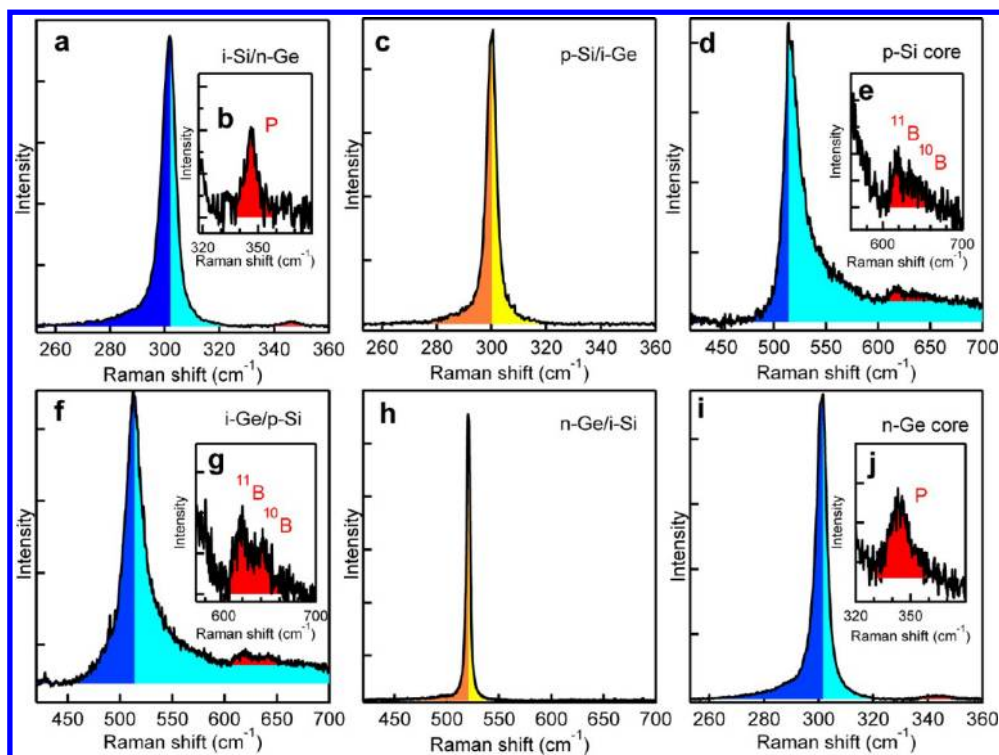 a
i-Si/n-Ge
b
P
Intensity
320 350
Raman shift (cm⁻¹)
Intensity
260 280 300 320 340 360
Raman shift (cm⁻¹)
c
p-Si/i-Ge
Intensity
260 280 300 320 340 360
Raman shift (cm⁻¹)
d
p-Si core
e
¹¹B
¹⁰B
Intensity
600 700
Raman shift (cm⁻¹)
Intensity
450 500 550 600 650 700
Raman shift (cm⁻¹)
f
i-Ge/p-Si
g
¹¹B
¹⁰B
Intensity
600 700
Raman shift (cm⁻¹)
Intensity
450 500 550 600 650 700
Raman shift (cm⁻¹)
h
n-Ge/i-Si
Intensity
450 500 550 600 650 700
Raman shift (cm⁻¹)
i
n-Ge core
j
P
Intensity
320 350
Raman shift (cm⁻¹)
Intensity
260 280 300 320 340 360
Raman shift (cm⁻¹)